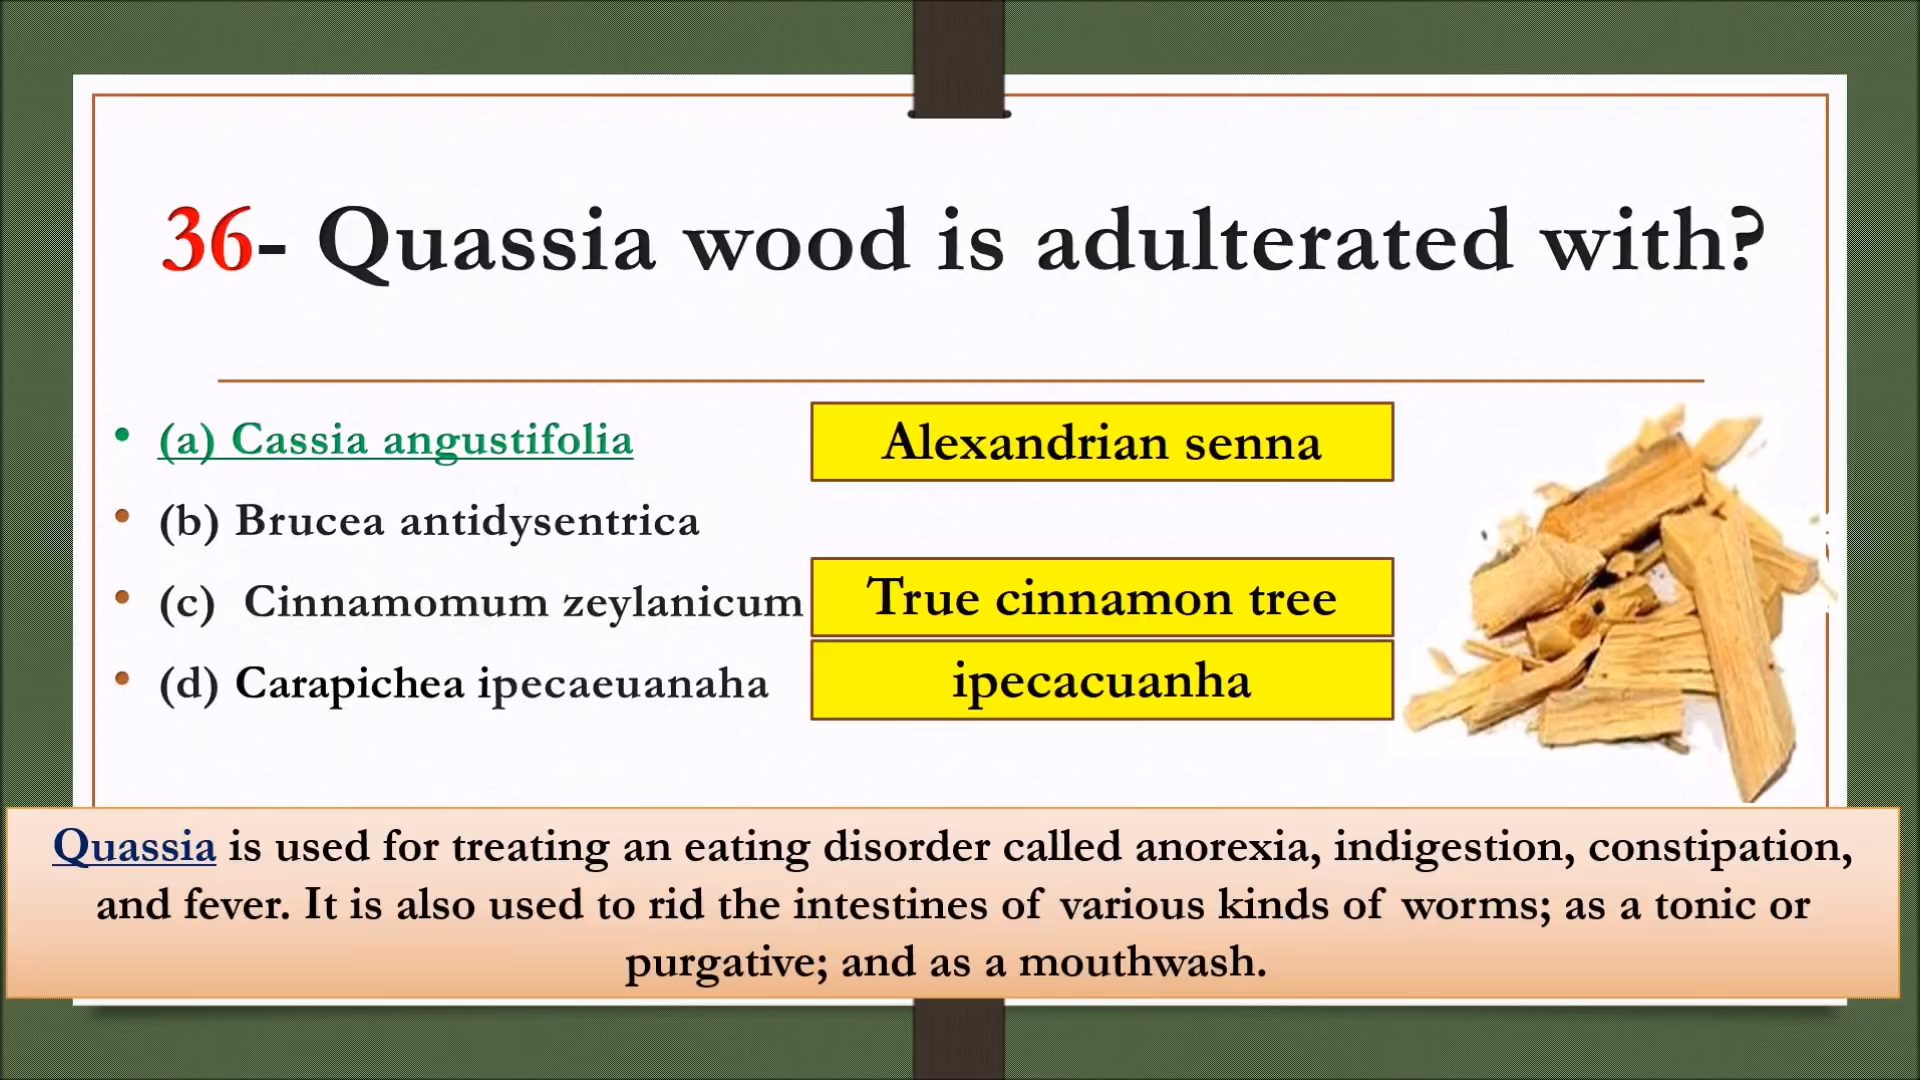 36- Quassia wood is adulterated with?
• (a) Cassia angustifolia
Alexandrian senna
• (b) Brucea antidysentrica
• (c) Cinnamomum zeylanicum
True cinnamon tree
• (d) Carapichea ipecaeuanaha
ipecacuanha
Quassia is used for treating an eating disorder called anorexia, indigestion, constipation,
and fever. It is also used to rid the intestines of various kinds of worms; as a tonic or
purgative; and as a mouthwash.